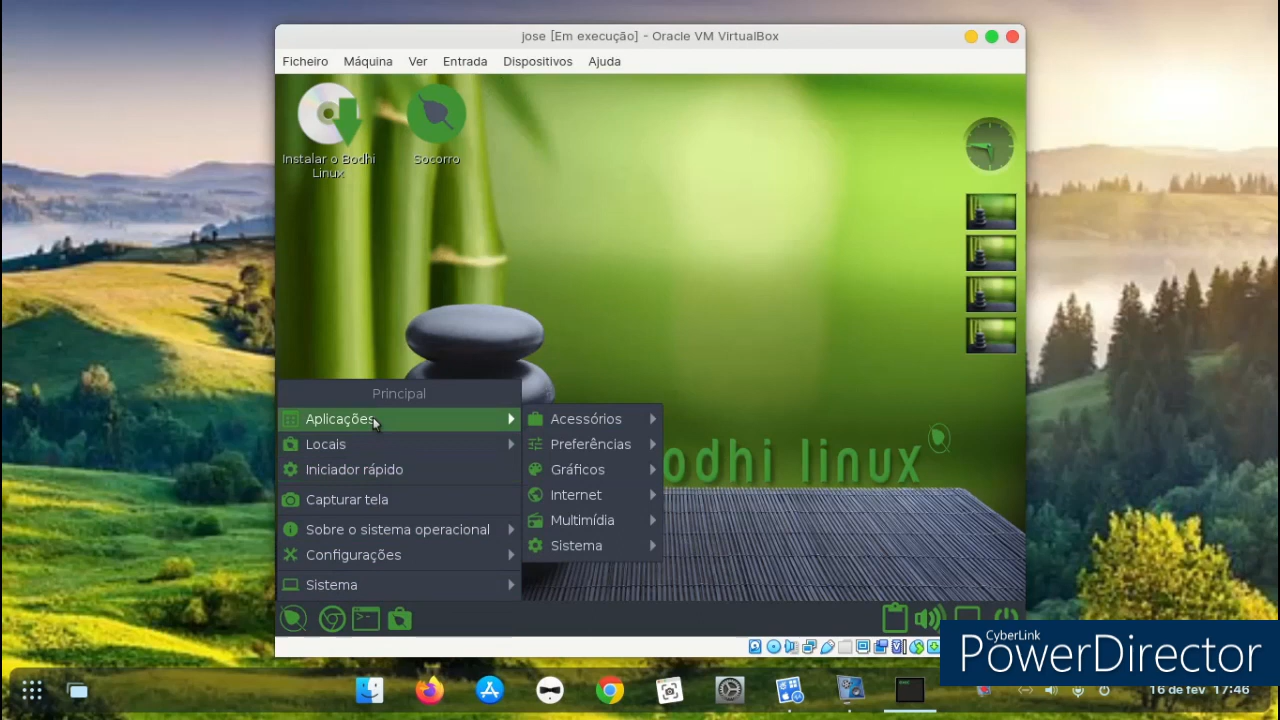 jose [Em execução] - Oracle VM VirtualBox
Ficheiro Máquina Ver Entrada Dispositivos Ajuda
Instalar o Bodhi
Linux
Socorro
Principal
Aplicações
Locais
Iniciador rápido
Capturar tela
Sobre o sistema operacional
Configurações
Sistema
Acessórios
Preferências
Gráficos
Internet
Multimídia
Sistema
odhi linux
CyberLink
PowerDirector
16 de fev 17:46